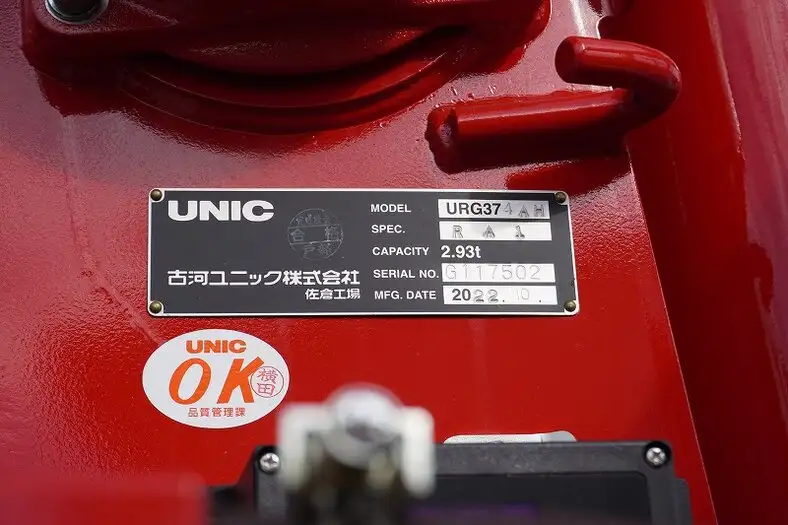 UNIC
合格
古河ユニック株式会社
佐倉工場
MODEL URG374AH
SPEC. RA1
CAPACITY 2.93t
SERIAL NO. G117502
MFG. DATE 2022.10.
UNIC
OK
横田
品質管理課